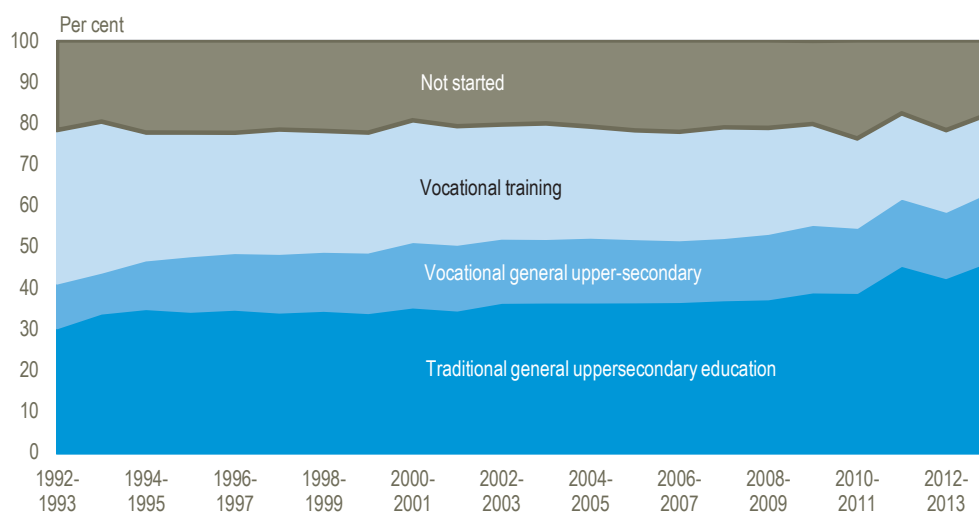 Per cent
100
90
80
70
60
50
40
30
20
10
0
Not started
Vocational training
Vocational general upper-secondary
Traditional general uppersecondary education
1992- 1994- 1996- 1998- 2000- 2002- 2004- 2006- 2008- 2010- 2012-
1993 1995 1997 1999 2001 2003 2005 2007 2009 2011 2013